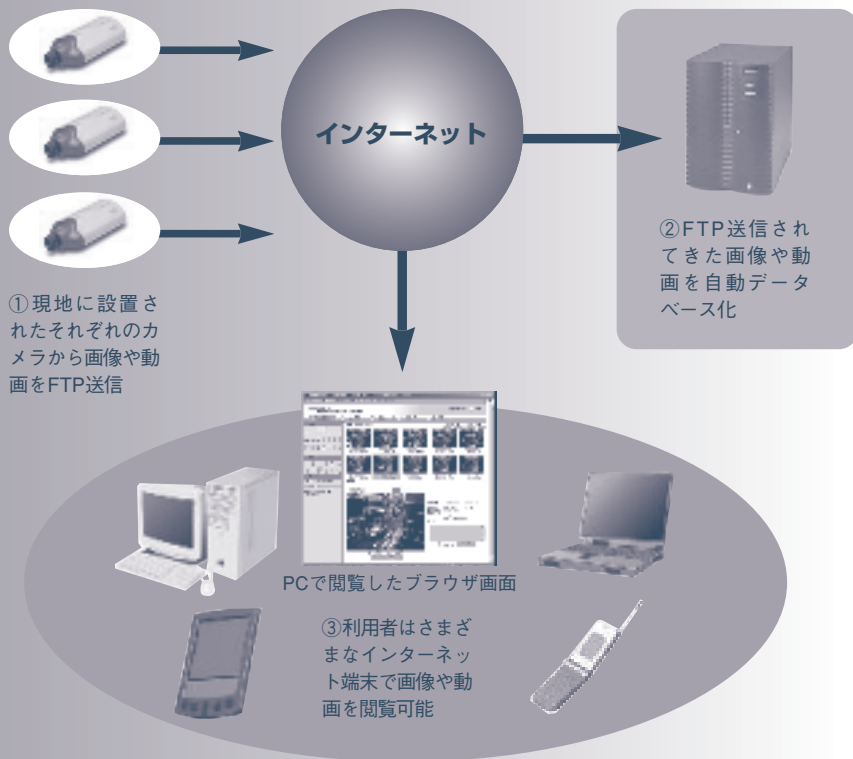 インターネット
①現地に設置さ
れたそれぞれのカ
メラから画像や動
画をFTP送信
②FTP送信され
てきた画像や動
画を自動データ
ベース化
PCで閲覧したブラウザ画面
③利用者はさまざ
まなインターネッ
ト端末で画像や動
画を閲覧可能